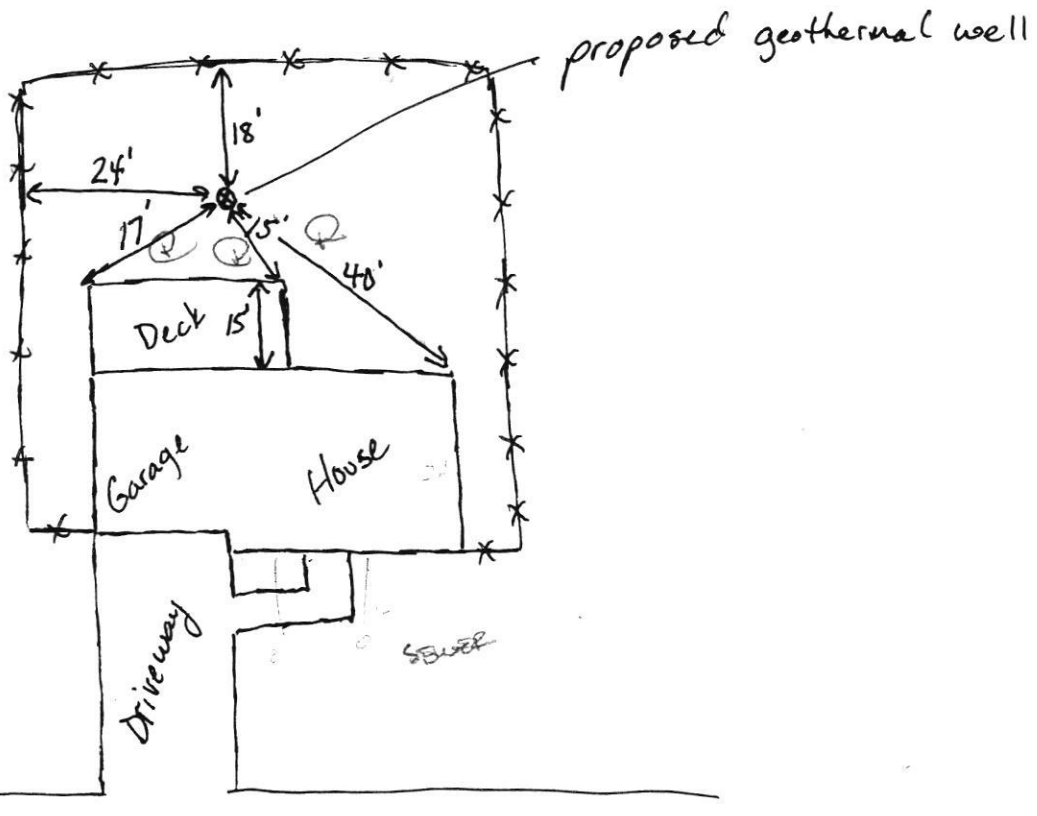 proposed geothermal well
18'
24'
17'
15'
40'
Deck
15'
Garage
House
Driveway
SEWER